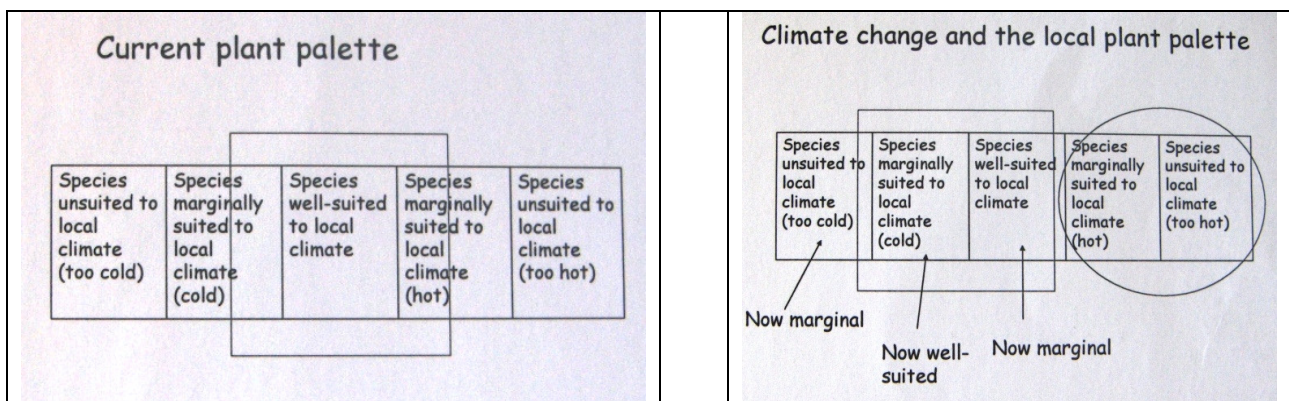 Current plant palette
Species
unsuited to
local
climate
(too cold)
Species
marginally
suited to
local
climate
(cold)
Species
well-suited
to local
climate
Species
marginally
suited to
local
climate
(hot)
Species
unsuited to
local
climate
(too hot)
Climate change and the local plant palette
Species
unsuited to
local
climate
(too cold)
Species
marginally
suited to
local
climate
(cold)
Species
well-suited
to local
climate
Species
marginally
suited to
local
climate
(hot)
Species
unsuited to
local
climate
(too hot)
Now marginal
Now well-
suited
Now marginal